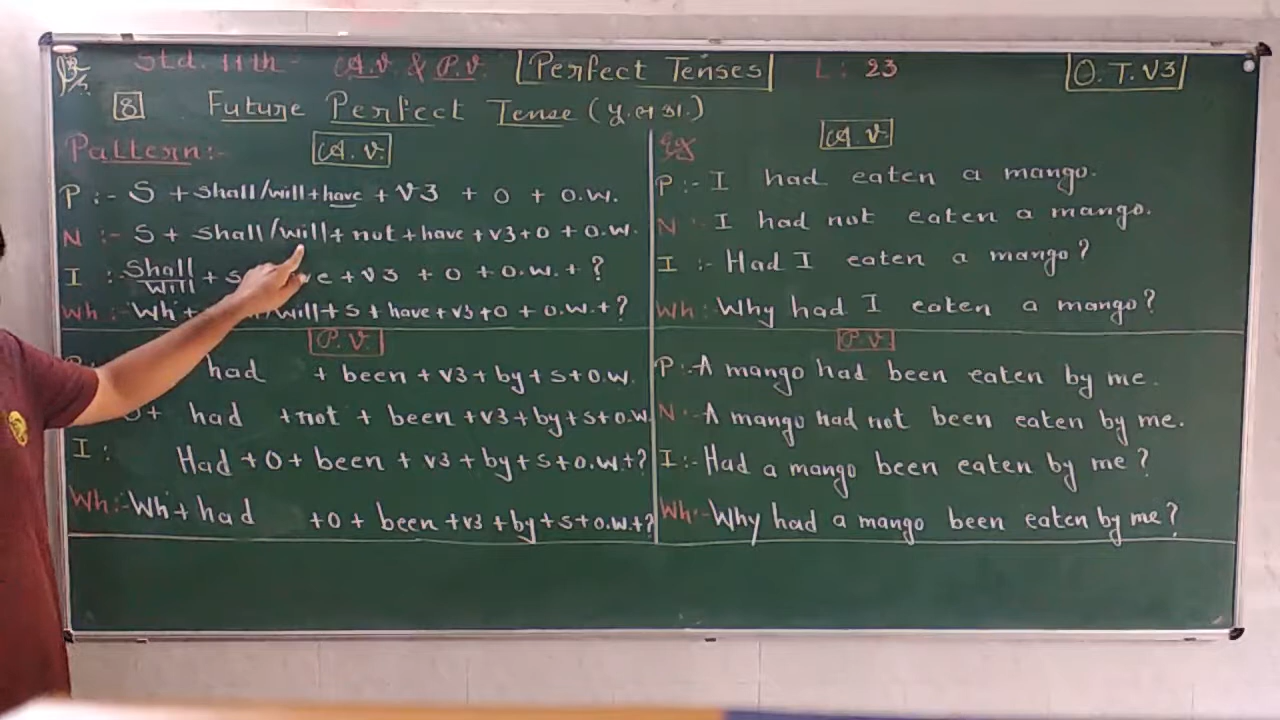 Std. 11th - A.V. & P.V. Perfect Tenses L: 23 O.T.V3
8 Future Perfect Tense (પૂ.ભ.કા.)
Pattern:- A.V.
P:- S + shall/will + have + V3 + O + O.W.
N:- S + shall/will + not + have + V3 + O + O.W.
I: Shall/Will + S + V3 + O + O.W. + ?
Wh:- Wh + will + S + have + V3 + O + O.W. + ?
P.V.
had + been + V3 + by + S + O.W.
O + had + not + been + V3 + by + S + O.W.
I: Had + O + been + V3 + by + S + O.W. + ?
Wh:- Wh + had + O + been + V3 + by + S + O.W. + ?
Ex A.V.
P:- I had eaten a mango.
N:- I had not eaten a mango.
I:- Had I eaten a mango?
Wh: Why had I eaten a mango?
P.V.
P:- A mango had been eaten by me.
N:- A mango had not been eaten by me.
I:- Had a mango been eaten by me?
Wh:- Why had a mango been eaten by me?